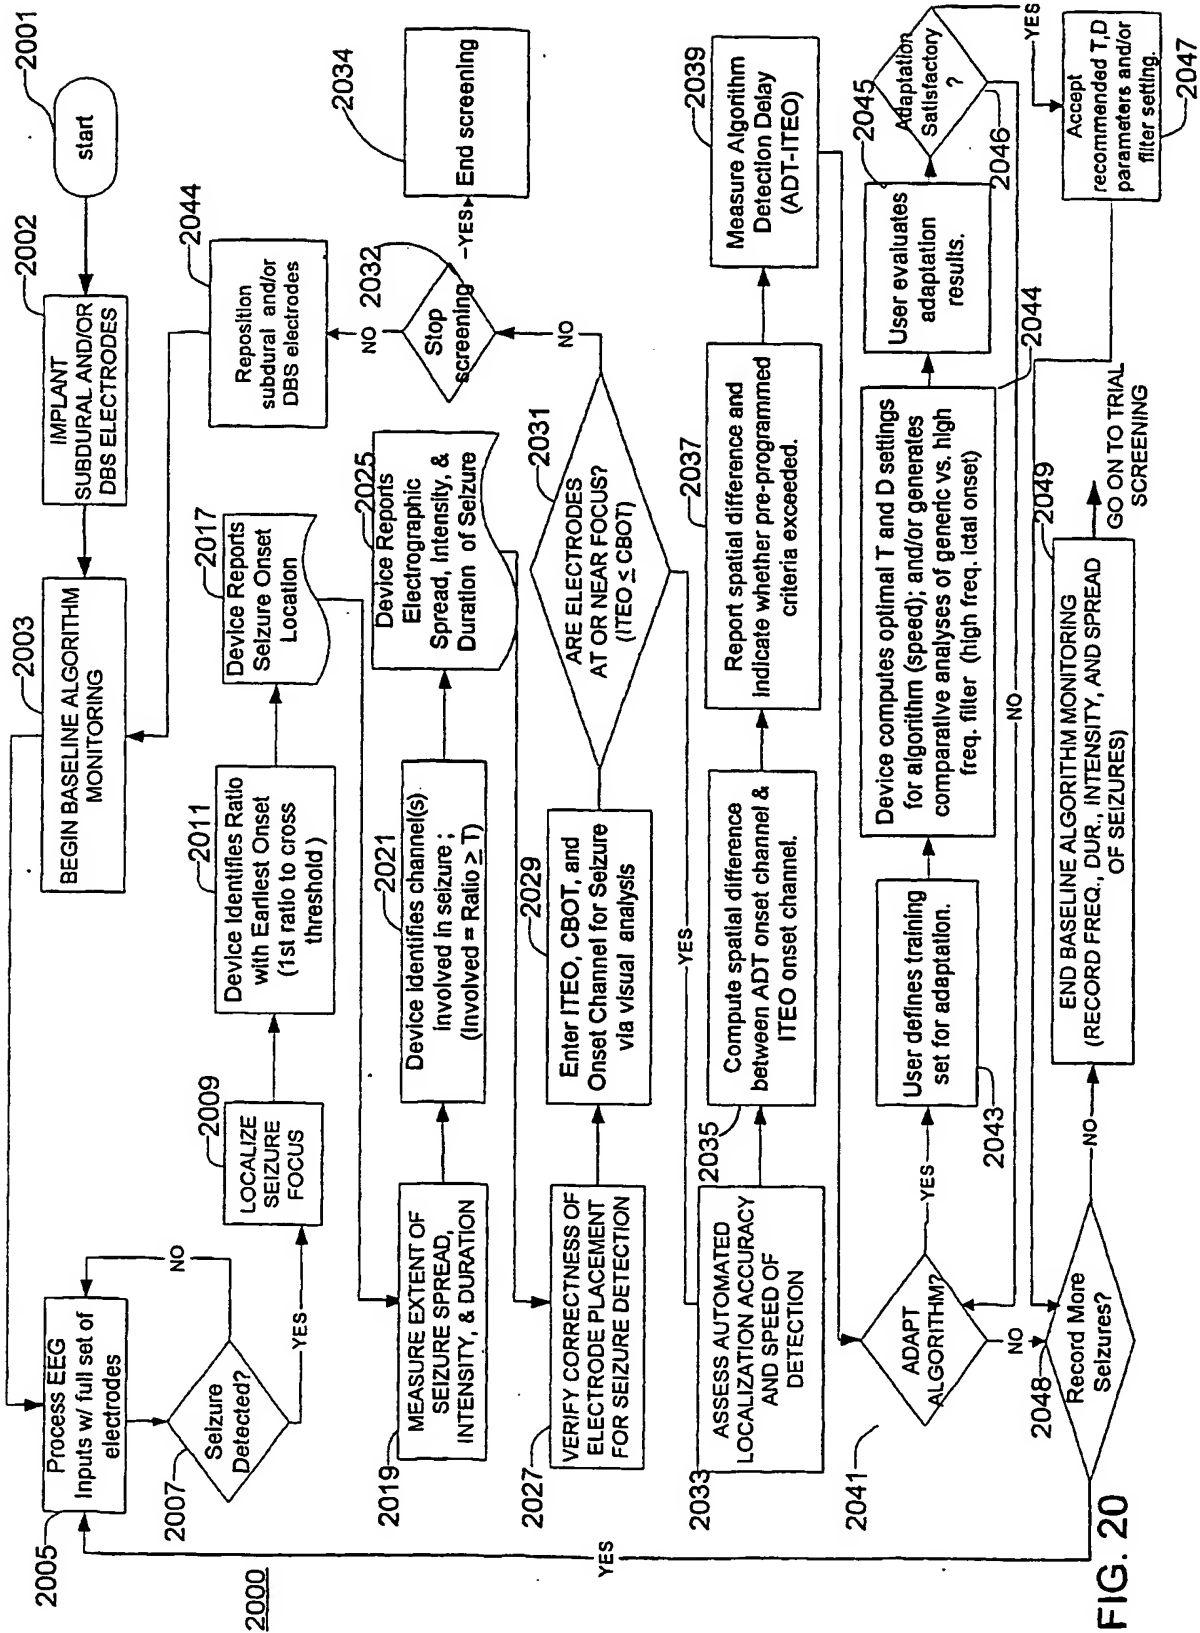 2001
start
2002
IMPLANT
SUBDURAL AND/OR
DBS ELECTRODES
2003
BEGIN BASELINE ALGORITHM
MONITORING
2005
Process EEG
Inputs w/ full set of
electrodes
2007
Seizure
Detected?
NO
YES
2009
LOCALIZE
SEIZURE
FOCUS
2011
Device Identifies Ratio
with Earliest Onset
(1st ratio to cross
threshold )
2017
Device Reports
Seizure Onset
Location
2044
Reposition
subdural and/or
DBS electrodes
2034
End screening
2019
MEASURE EXTENT OF
SEIZURE SPREAD,
INTENSITY, & DURATION
2021
Device identifies channel(s)
involved in seizure ;
(Involved = Ratio ≥ T)
2025
Device Reports
Electrographic
Spread, Intensity, &
Duration of Seizure
NO
2032
Stop
screening
YES
2027
VERIFY CORRECTNESS OF
ELECTRODE PLACEMENT
FOR SEIZURE DETECTION
2029
Enter ITEO, CBOT, and
Onset Channel for Seizure
via visual analysis
2031
ARE ELECTRODES
AT OR NEAR FOCUS?
(ITEO ≤ CBOT)
NO
YES
2033
ASSESS AUTOMATED
LOCALIZATION ACCURACY
AND SPEED OF
DETECTION
2035
Compute spatial difference
between ADT onset channel &
ITEO onset channel.
2037
Report spatial difference and
indicate whether pre-programmed
criteria exceeded.
2039
Measure Algorithm
Detection Delay
(ADT-ITEO)
2041
ADAPT
ALGORITHM?
YES
NO
2043
User defines training
set for adaptation.
2044
Device computes optimal T and D settings
for algorithm (speed); and/or generates
comparative analyses of generic vs. high
freq. filter (high freq. ictal onset)
2045
User evaluates
adaptation
results.
2046
Adaptation
Satisfactory
?
YES
NO
2047
Accept
recommended T,D
parameters and/or
filter setting.
2048
Record More
Seizures?
NO
YES
2049
END BASELINE ALGORITHM MONITORING
(RECORD FREQ., DUR., INTENSITY, AND SPREAD
OF SEIZURES)
GO ON TO TRIAL
SCREENING
2000
FIG. 20